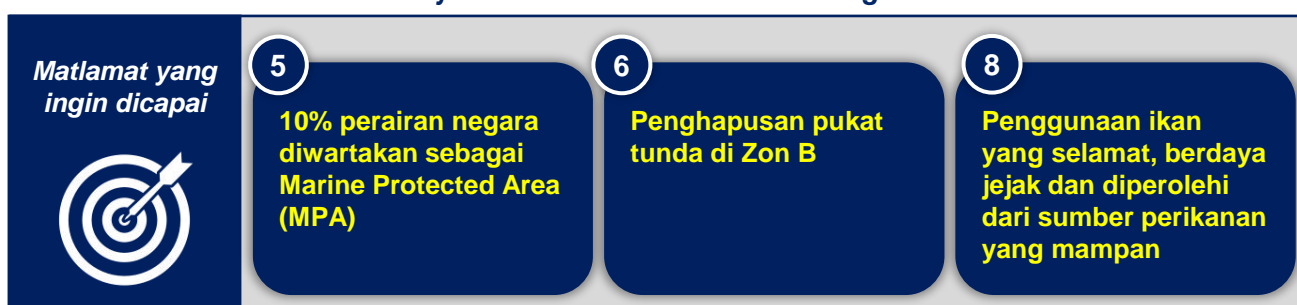 Matlamat yang
ingin dicapai
5
10% perairan negara
diwartakan sebagai
Marine Protected Area
(MPA)
6
Penghapusan pukat
tunda di Zon B
8
Penggunaan ikan
yang selamat, berdaya
jejak dan diperolehi
dari sumber perikanan
yang mampan